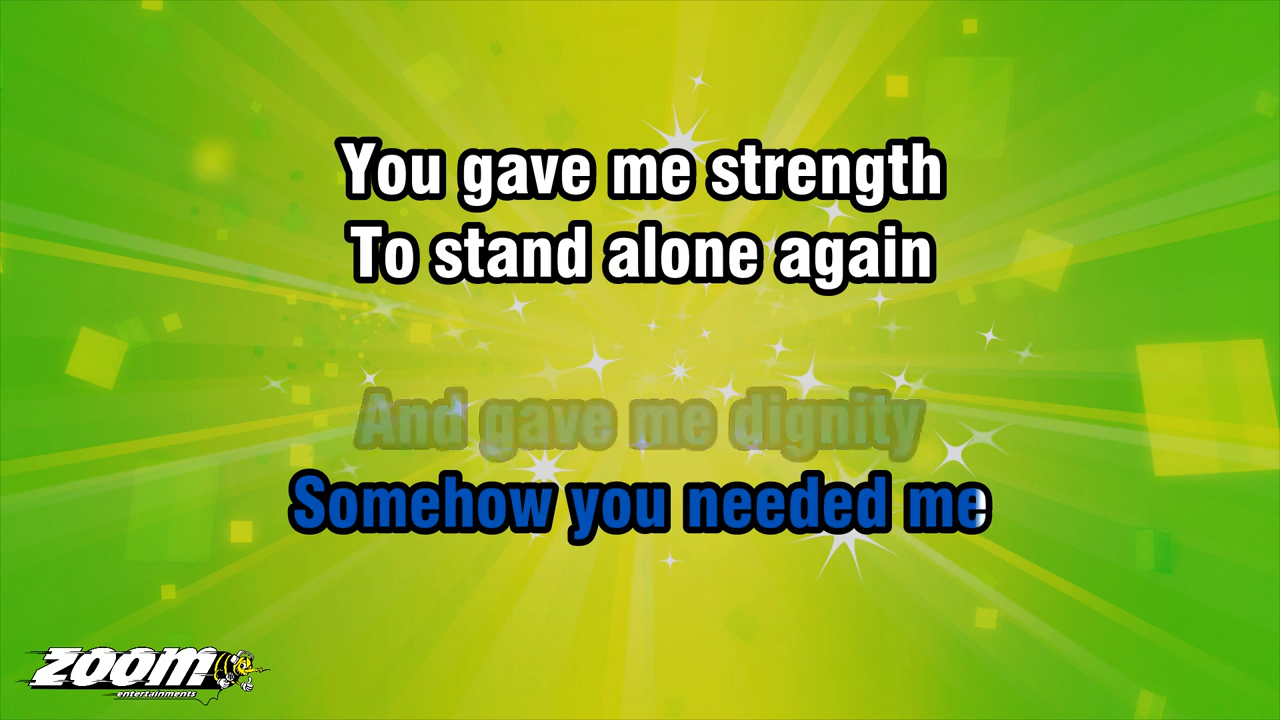 You gave me strength
To stand alone again
And gave me dignity
Somehow you needed me
ZOOM
entertainments